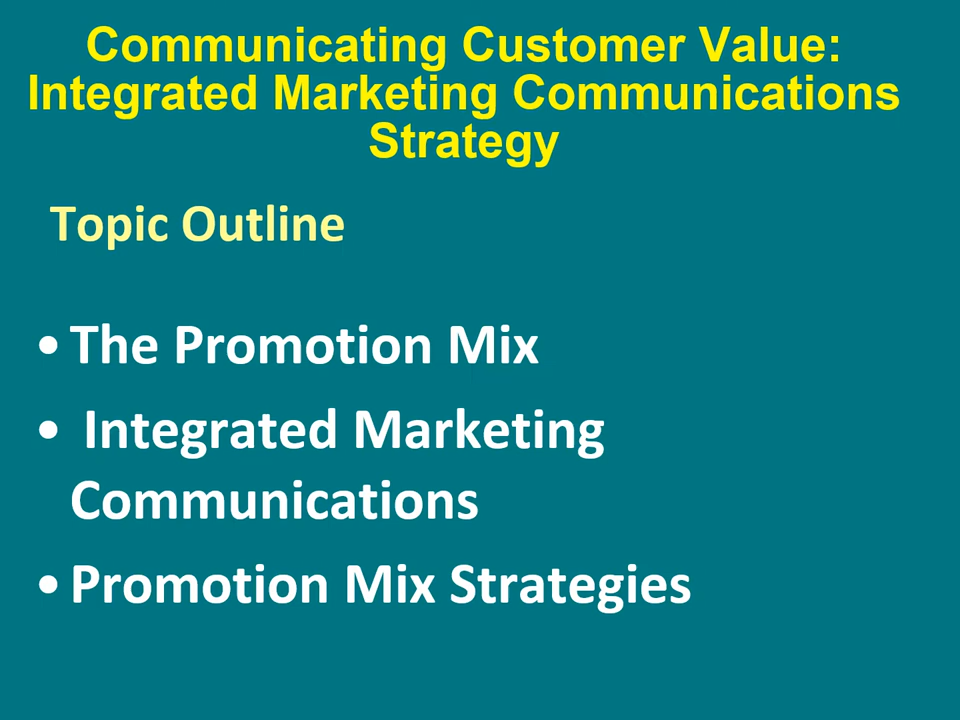 Communicating Customer Value:
Integrated Marketing Communications
Strategy
Topic Outline
• The Promotion Mix
• Integrated Marketing
Communications
• Promotion Mix Strategies